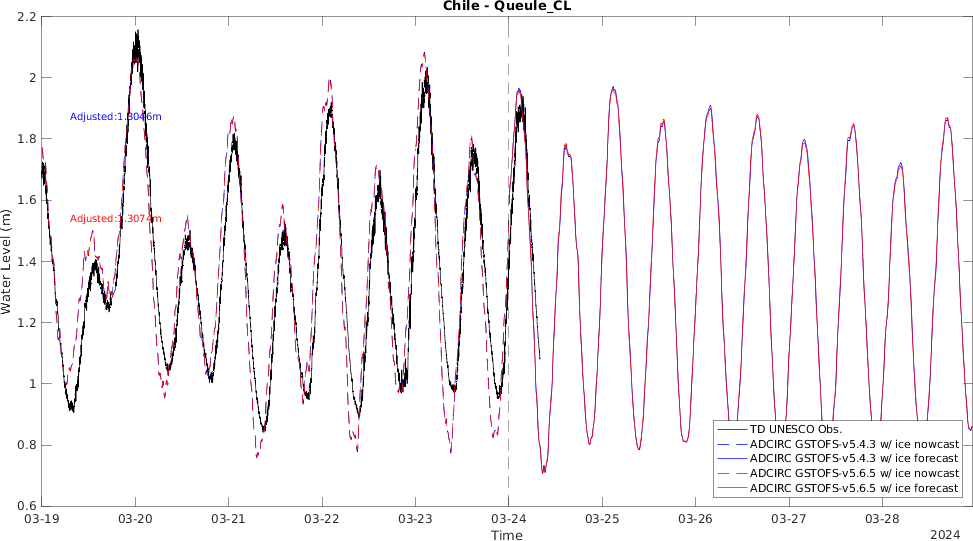 Chile - Queule_CL
2.2
2
1.8
1.6
1.4
1.2
1
0.8
0.6
Water Level (m)
Adjusted:1.3046m
Adjusted:1.3074m
TD UNESCO Obs.
ADCIRC GSTOFS-v5.4.3 w/ ice nowcast
ADCIRC GSTOFS-v5.4.3 w/ ice forecast
ADCIRC GSTOFS-v5.6.5 w/ ice nowcast
ADCIRC GSTOFS-v5.6.5 w/ ice forecast
03-19 03-20 03-21 03-22 03-23 03-24 03-25 03-26 03-27 03-28
Time
2024